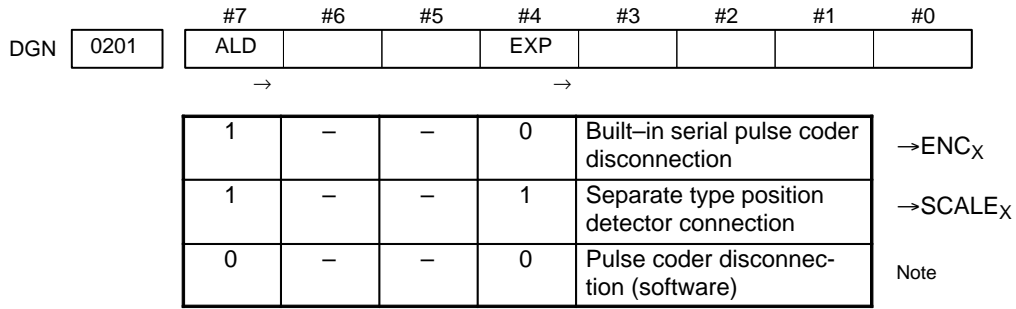 #7 #6 #5 #4 #3 #2 #1 #0
DGN 0201 ALD EXP
→ →
1 – – 0 Built–in serial pulse coder
disconnection →ENCX
1 – – 1 Separate type position
detector connection →SCALEX
0 – – 0 Pulse coder disconnec-
tion (software) Note